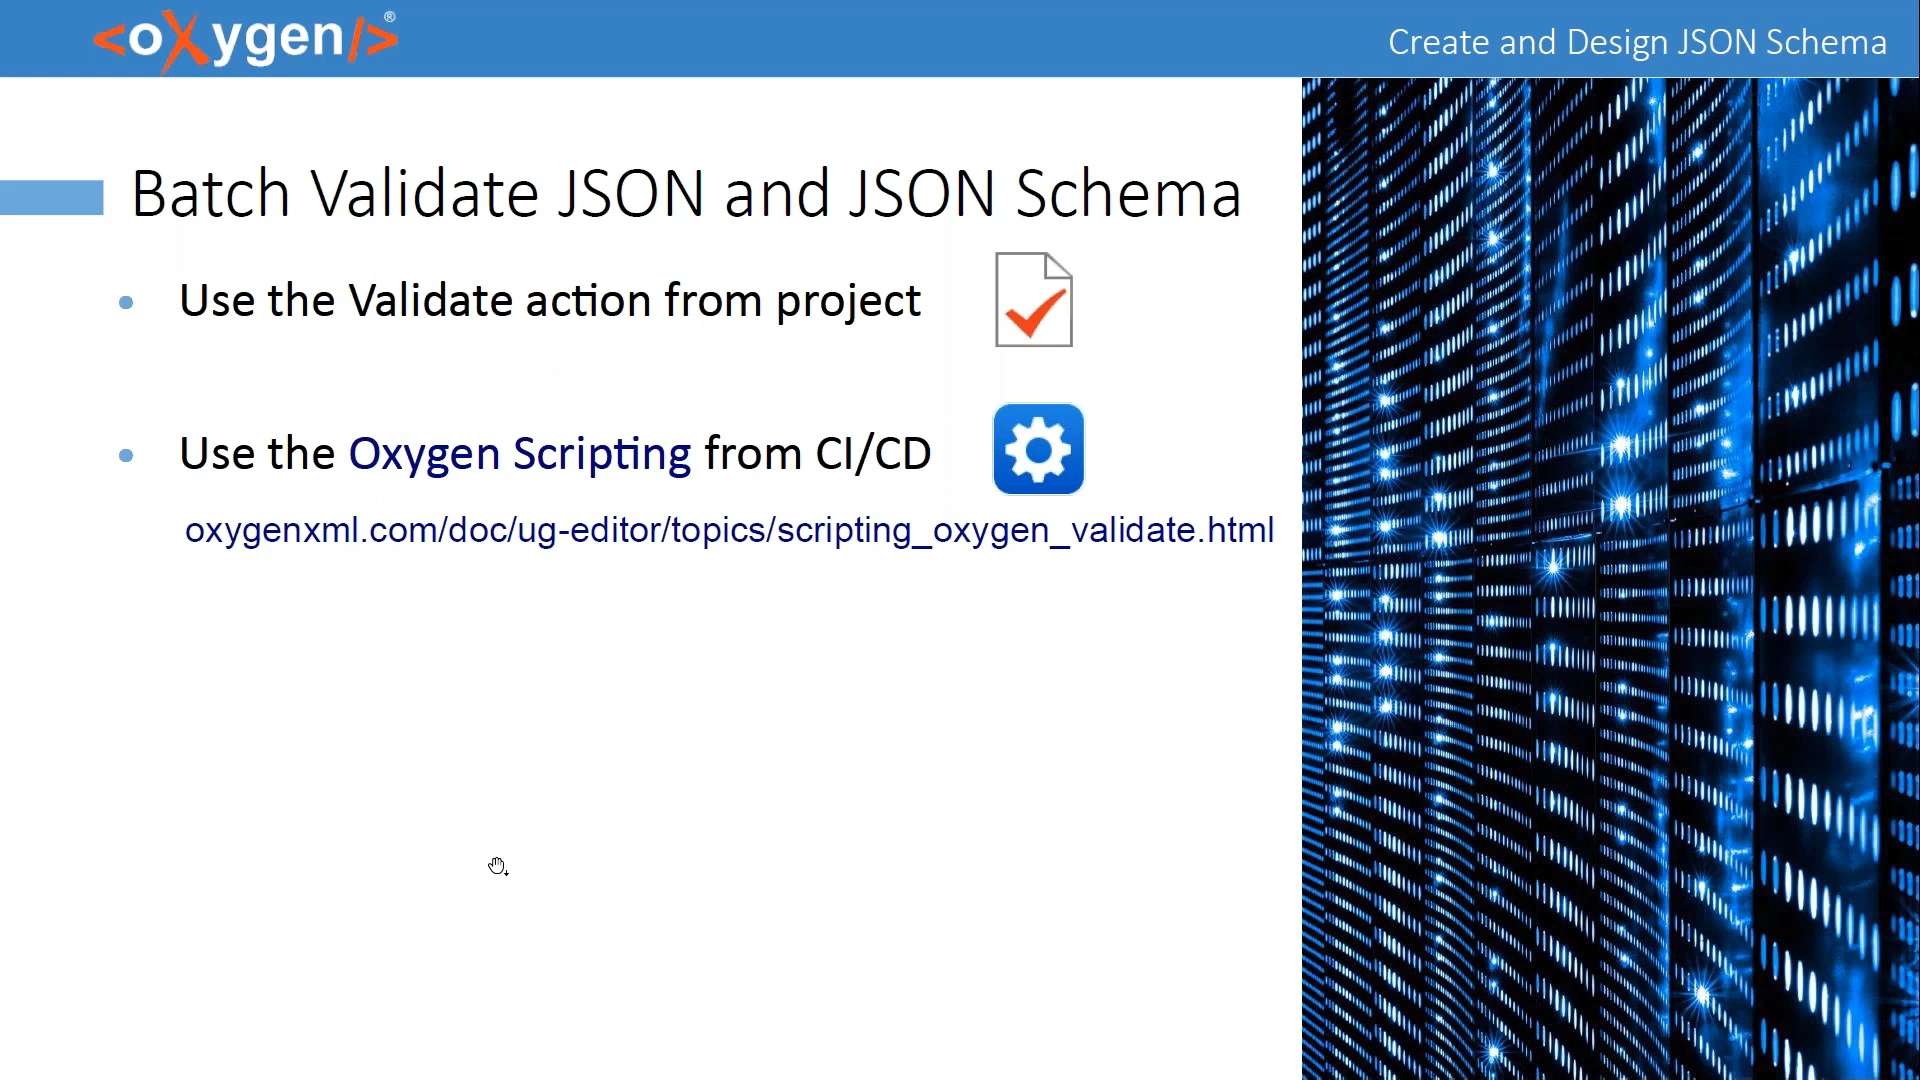 <oXygen/>®
Create and Design JSON Schema
Batch Validate JSON and JSON Schema
• Use the Validate action from project
• Use the Oxygen Scripting from CI/CD
oxygenxml.com/doc/ug-editor/topics/scripting_oxygen_validate.html